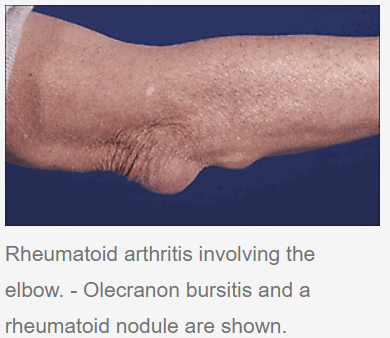 Rheumatoid arthritis involving the
elbow. - Olecranon bursitis and a
rheumatoid nodule are shown.